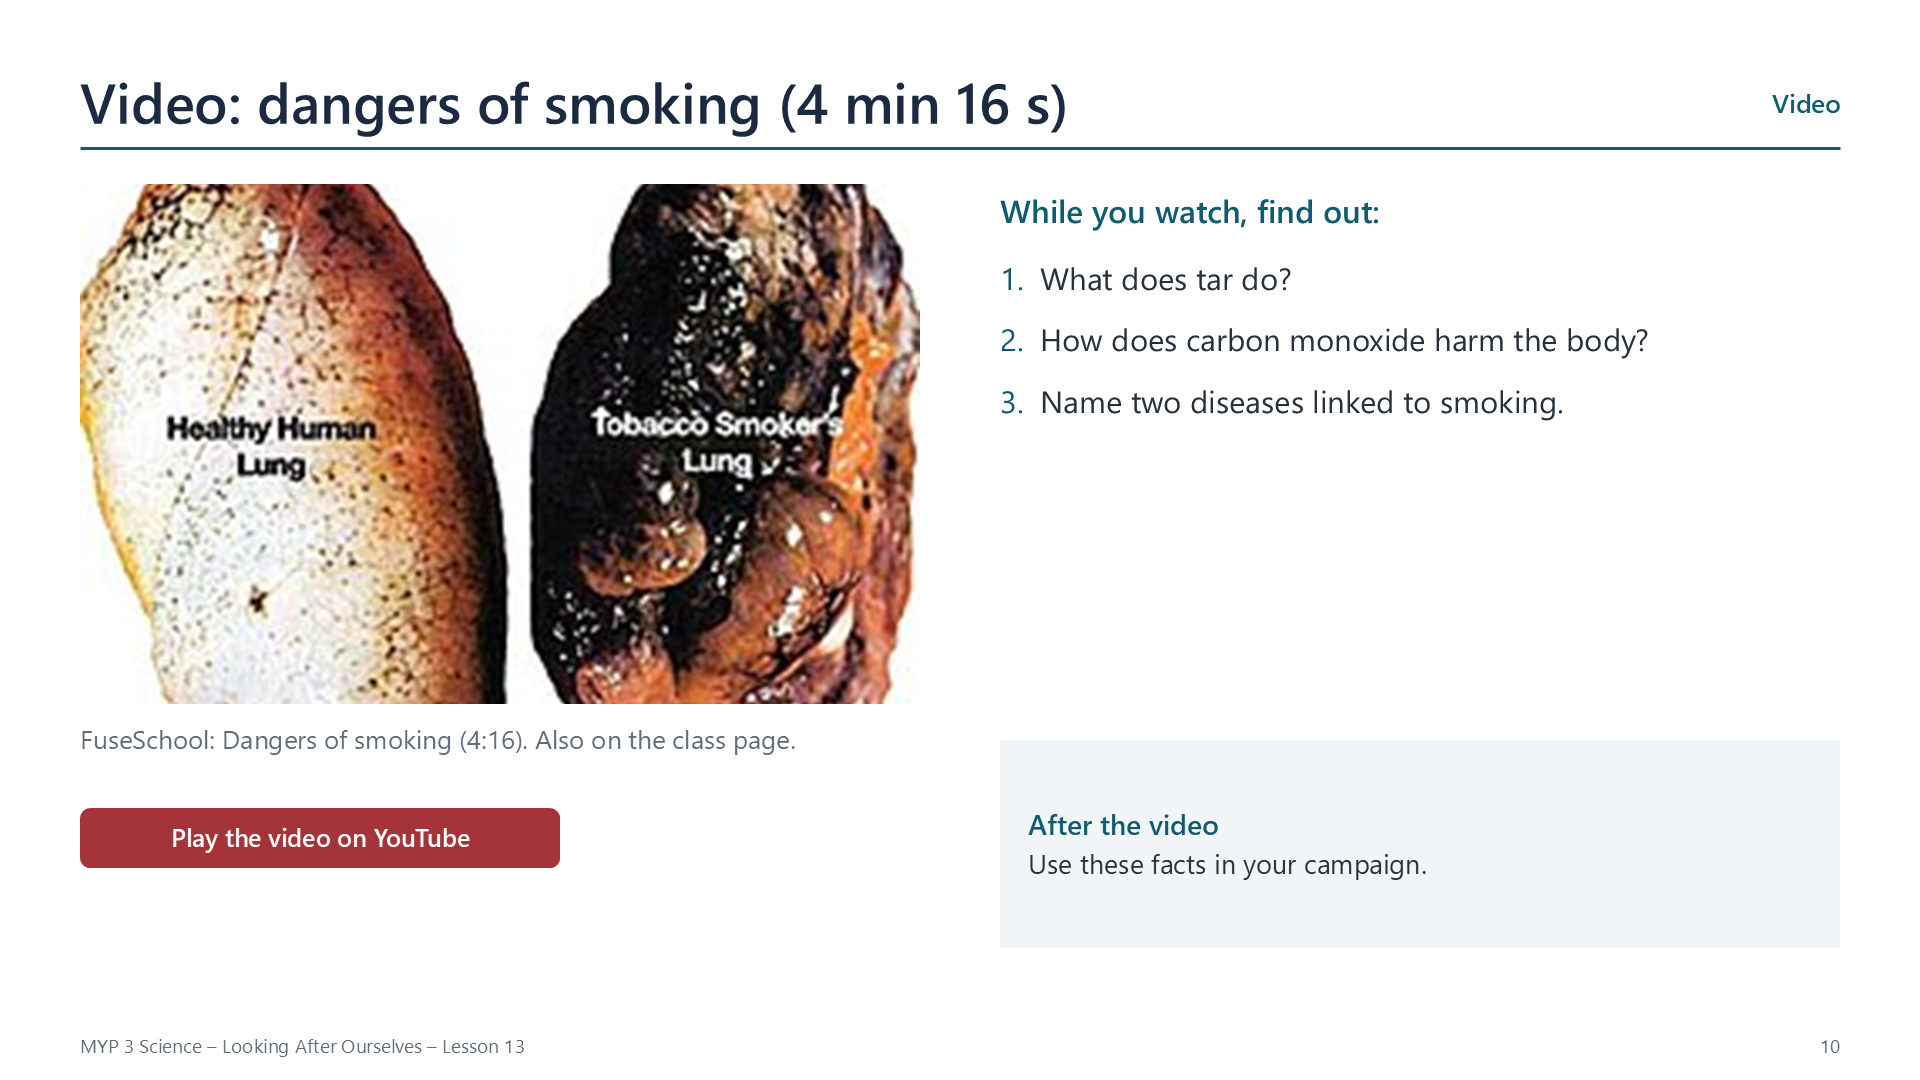 Video: dangers of smoking (4 min 16 s)
Video
Healthy Human
Lung
Tobacco Smoker's
Lung
FuseSchool: Dangers of smoking (4:16). Also on the class page.
Play the video on YouTube
While you watch, find out:
1. What does tar do?
2. How does carbon monoxide harm the body?
3. Name two diseases linked to smoking.
After the video
Use these facts in your campaign.
MYP 3 Science – Looking After Ourselves – Lesson 13
10